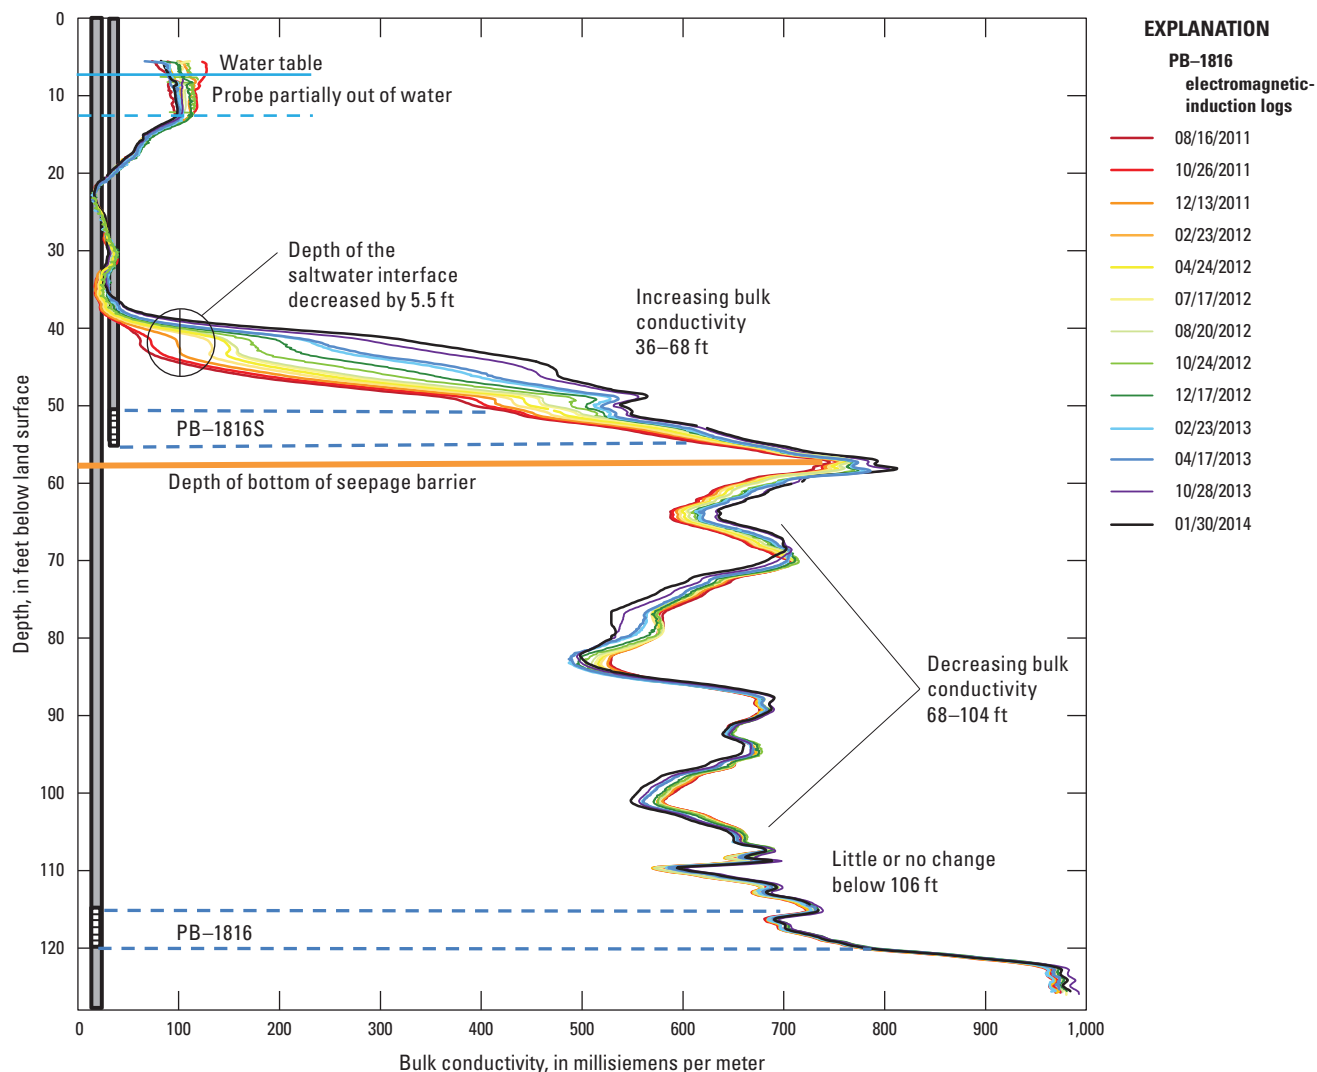 0
10
20
30
40
50
60
70
80
90
100
110
120
Depth, in feet below land surface
Water table
Probe partially out of water
Depth of the
saltwater interface
decreased by 5.5 ft
Increasing bulk
conductivity
36–68 ft
PB–1816S
Depth of bottom of seepage barrier
Decreasing bulk
conductivity
68–104 ft
Little or no change
below 106 ft
PB–1816
0 100 200 300 400 500 600 700 800 900 1,000
Bulk conductivity, in millisiemens per meter
EXPLANATION
PB–1816
electromagnetic-
induction logs
08/16/2011
10/26/2011
12/13/2011
02/23/2012
04/24/2012
07/17/2012
08/20/2012
10/24/2012
12/17/2012
02/23/2013
04/17/2013
10/28/2013
01/30/2014